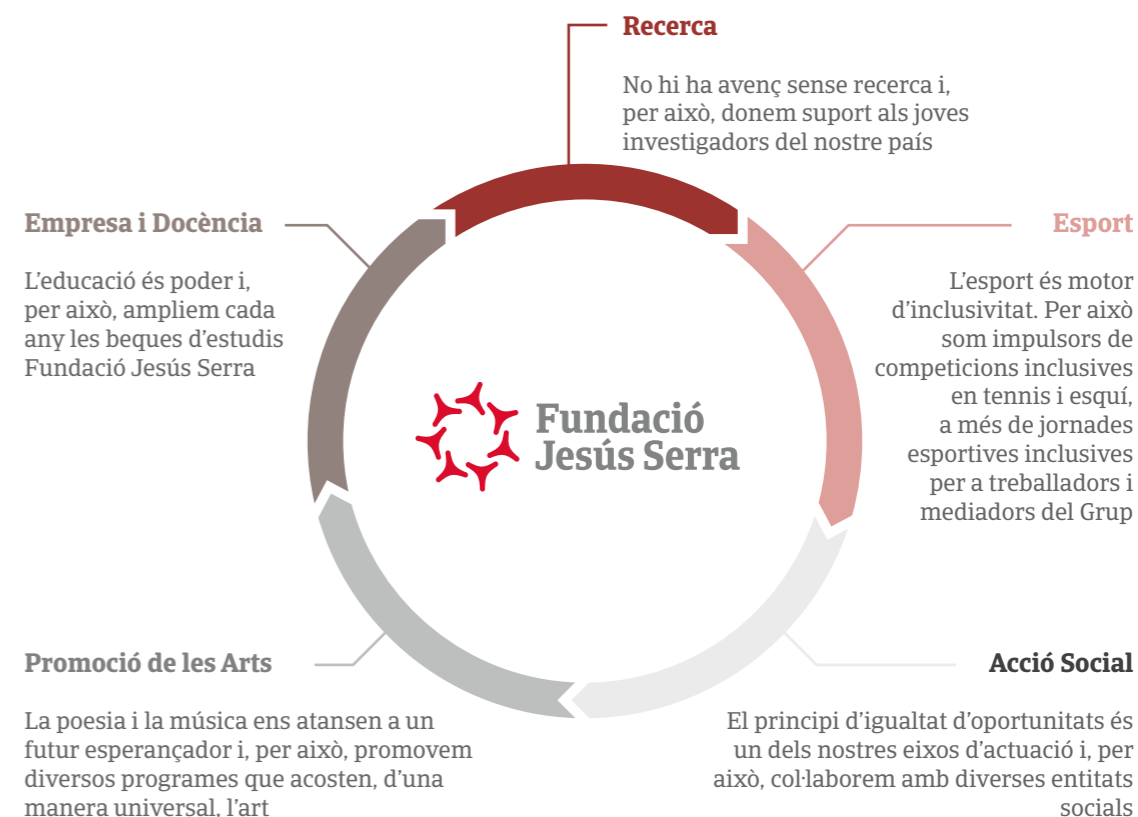 Recerca
No hi ha avenç sense recerca i,
per això, donem suport als joves
investigadors del nostre país
Empresa i Docència
L'educació és poder i,
per això, ampliem cada
any les beques d'estudis
Fundació Jesús Serra
Esport
L'esport és motor
d'inclusivitat. Per això
som impulsors de
competicions inclusives
en tennis i esquí,
a més de jornades
esportives inclusives
per a treballadors i
mediadors del Grup
Fundació
Jesús Serra
Promoció de les Arts
La poesia i la música ens atansen a un
futur esperançador i, per això, promovem
diversos programes que acosten, d'una
manera universal, l'art
Acció Social
El principi d'igualtat d'oportunitats és
un dels nostres eixos d'actuació i, per
això, col·laborem amb diverses entitats
socials